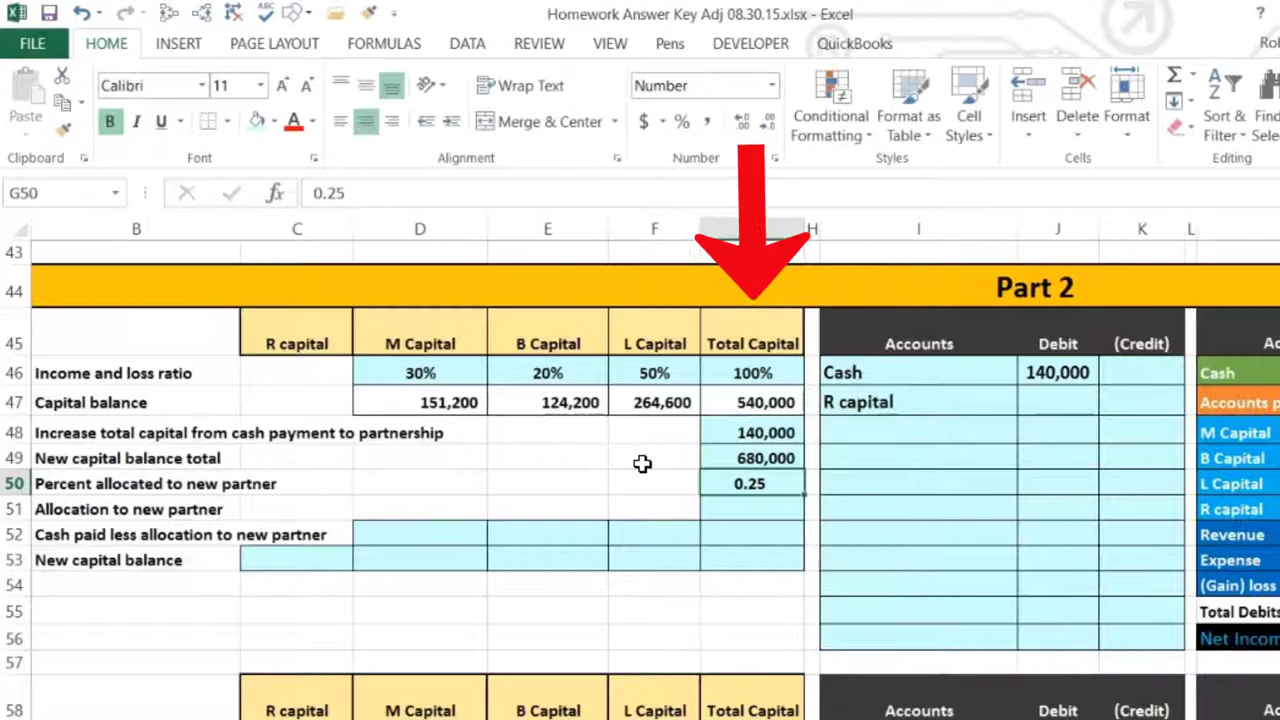 Homework Answer Key Adj 08.30.15.xlsx - Excel
?
FILE HOME INSERT PAGE LAYOUT FORMULAS DATA REVIEW VIEW Pens DEVELOPER QuickBooks
Calibri 11
Wrap Text
Number
Paste
B I U A
Merge & Center
$ % ,
Conditional Formatting
Format as Table
Cell Styles
Insert
Delete
Format
Sort & Filter
Clipboard Font Alignment Number Styles Cells Editing
G50 fx 0.25
B C D E F H I J K L
43
44 Part 2
45 R capital M Capital B Capital L Capital Total Capital Accounts Debit (Credit)
46 Income and loss ratio 30% 20% 50% 100% Cash 140,000 Cash
47 Capital balance 151,200 124,200 264,600 540,000 R capital
48 Increase total capital from cash payment to partnership 140,000 M Capital
49 New capital balance total 680,000 B Capital
50 Percent allocated to new partner 0.25 L Capital
51 Allocation to new partner R capital
52 Cash paid less allocation to new partner Revenue
53 New capital balance Expense
54 (Gain) loss
55 Total Debits
56
57
58 R capital M Capital B Capital L Capital Total Capital Accounts Debit (Credit)